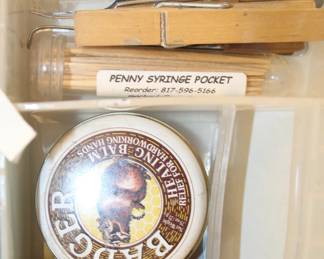 PENNY SYRINGE POCKET
Reorder: 817-596-5166
BADGER
HEALING BALM
RELIEF FOR HARDWORKING HANDS